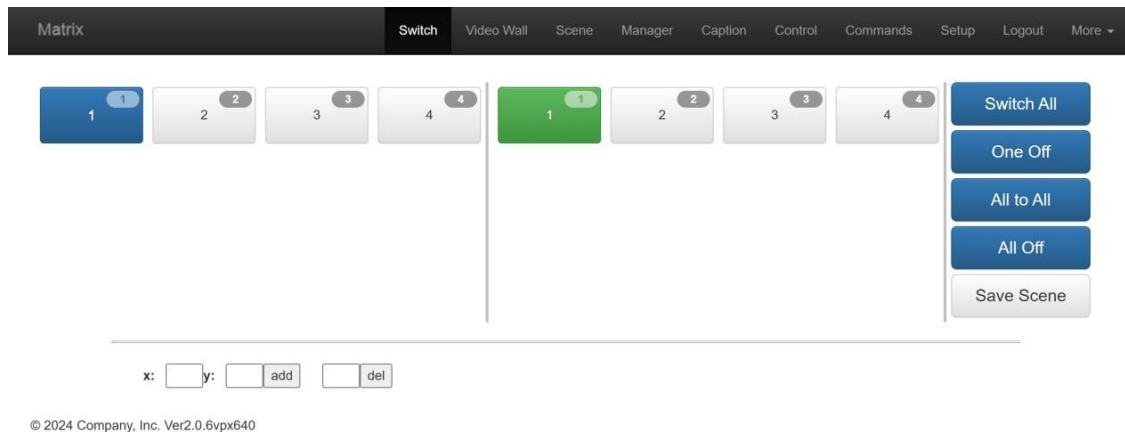 Matrix Switch Video Wall Scene Manager Caption Control Commands Setup Logout More
1 2 3 4 1 2 3 4
1 2 3 4 1 2 3 4
Switch All
One Off
All to All
All Off
Save Scene
x: y: add del
© 2024 Company, Inc. Ver2.0.6vpx640